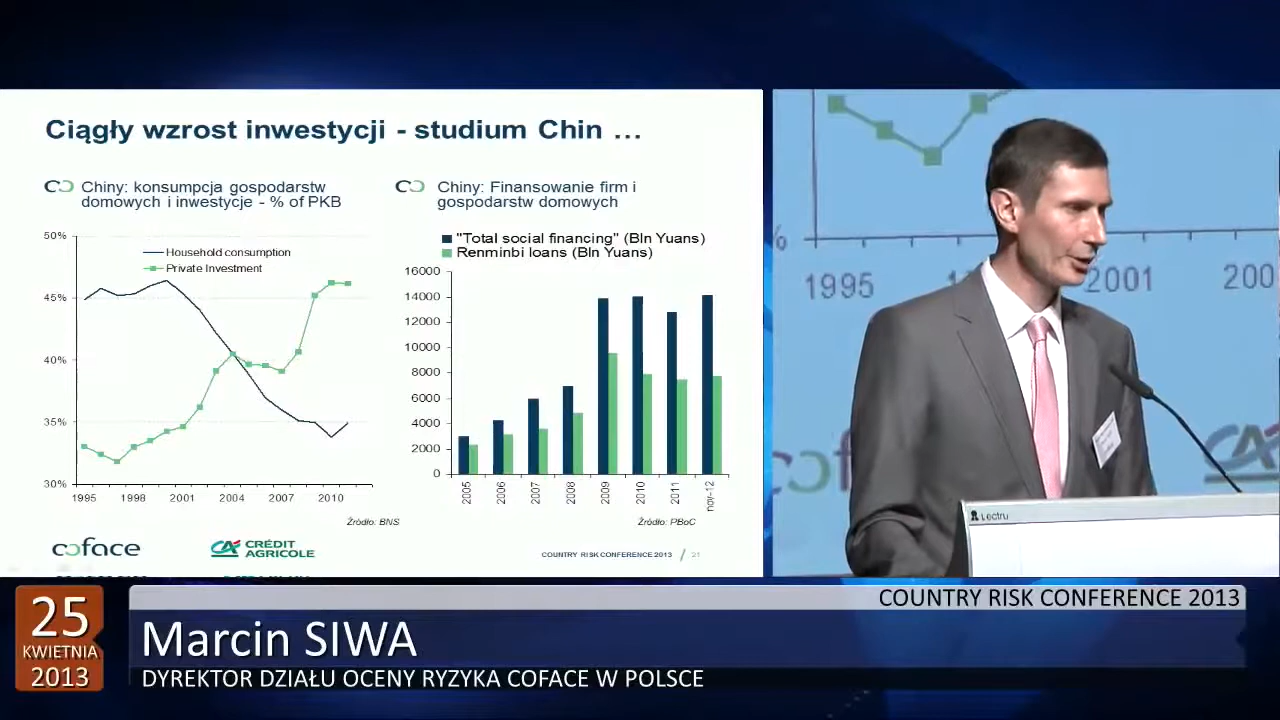 Ciągły wzrost inwestycji - studium Chin ...
Chiny: konsumpcja gospodarstw
domowych i inwestycje - % of PKB
50%
45%
40%
35%
30%
Household consumption
Private Investment
1995 1998 2001 2004 2007 2010
Źródło: BNS
Chiny: Finansowanie firm i
gospodarstw domowych
"Total social financing" (Bln Yuans)
Renminbi loans (Bln Yuans)
16000
14000
12000
10000
8000
6000
4000
2000
0
2005 2006 2007 2008 2009 2010 2011 nov-12
Źródło: PBoC
coface
CA CRÉDIT
AGRICOLE
COUNTRY RISK CONFERENCE 2013 / 21
%
1995 2001 200
cof
CA
Lectru
25
KWIETNIA
2013
COUNTRY RISK CONFERENCE 2013
Marcin SIWA
DYREKTOR DZIAŁU OCENY RYZYKA COFACE W POLSCE